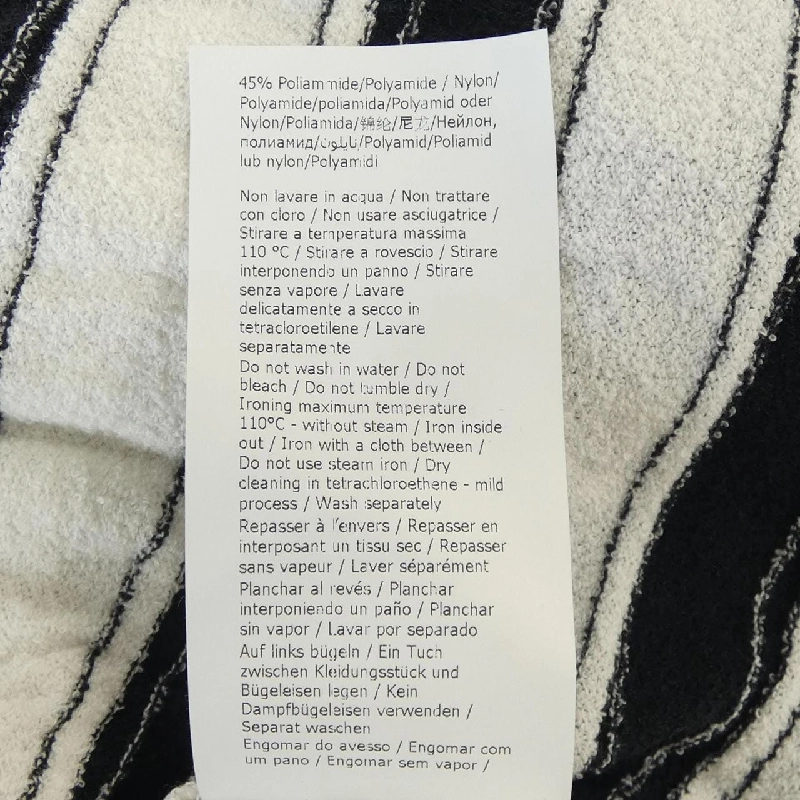 45% Poliammide/Polyamide / Nylon/
Polyamide/poliamida/Polyamid oder
Nylon/Poliamida/锦纶/尼龙/Нейлон,
полиамид/نايلون/Polyamid/Poliamid
lub nylon/Polyamidi
Non lavare in acqua / Non trattare
con cloro / Non usare asciugatrice /
Stirare a temperatura massima
110 °C / Stirare a rovescio / Stirare
interponendo un panno / Stirare
senza vapore / Lavare
delicatamente a secco in
tetracloroetilene / Lavare
separatamente
Do not wash in water / Do not
bleach / Do not tumble dry /
Ironing maximum temperature
110°C - without steam / Iron inside
out / Iron with a cloth between /
Do not use steam iron / Dry
cleaning in tetrachloroethene - mild
process / Wash separately
Repasser à l'envers / Repasser en
interposant un tissu sec / Repasser
sans vapeur / Laver séparément
Planchar al revés / Planchar
interponiendo un paño / Planchar
sin vapor / Lavar por separado
Auf links bügeln / Ein Tuch
zwischen Kleidungsstück und
Bügeleisen legen / Kein
Dampfbügeleisen verwenden /
Separat waschen
Engomar do avesso / Engomar com
um pano / Engomar sem vapor /